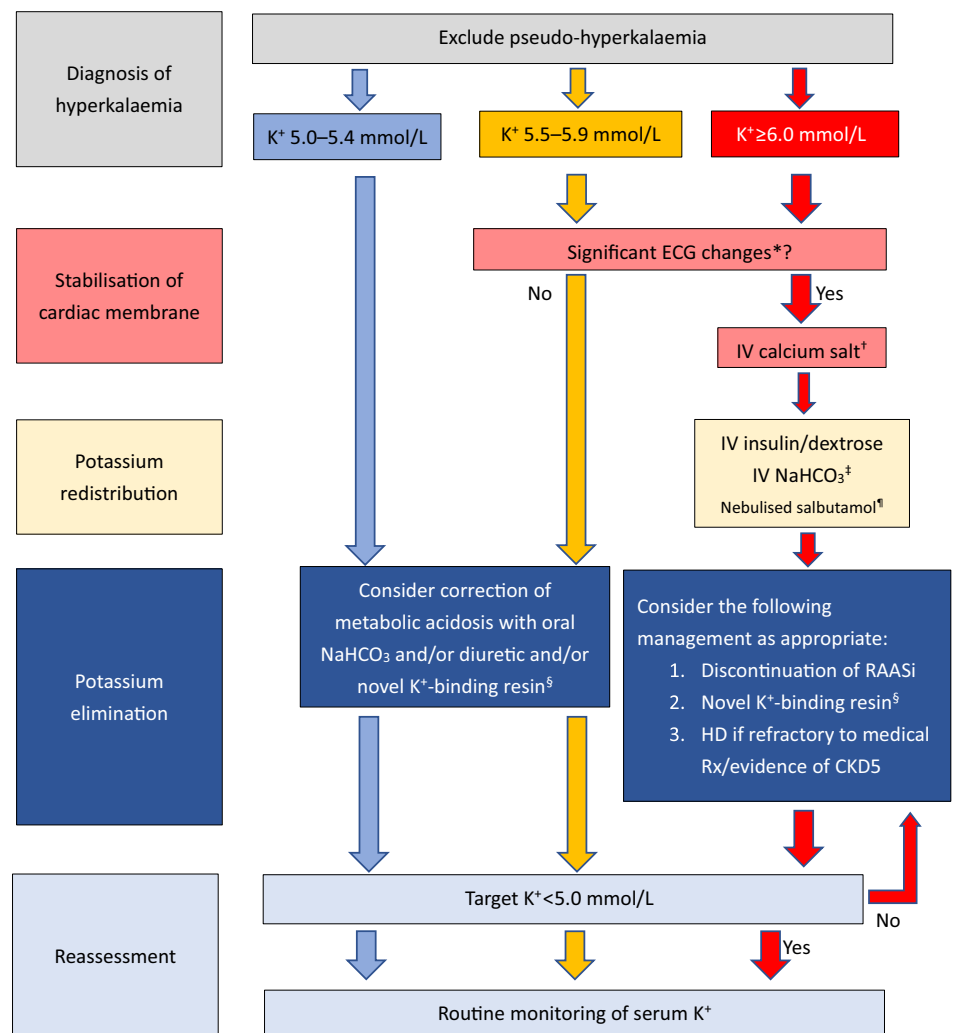 Diagnosis of
hyperkalaemia
Exclude pseudo-hyperkalaemia
K⁺ 5.0–5.4 mmol/L
K⁺ 5.5–5.9 mmol/L
K⁺≥6.0 mmol/L
Stabilisation of
cardiac membrane
Significant ECG changes*?
No
Yes
IV calcium salt†
Potassium
redistribution
IV insulin/dextrose
IV NaHCO₃‡
Nebulised salbutamol¶
Potassium
elimination
Consider correction of
metabolic acidosis with oral
NaHCO₃ and/or diuretic and/or
novel K⁺-binding resin§
Consider the following
management as appropriate:
1. Discontinuation of RAASi
2. Novel K⁺-binding resin§
3. HD if refractory to medical
Rx/evidence of CKD5
Reassessment
Target K⁺<5.0 mmol/L
No
Yes
Routine monitoring of serum K⁺